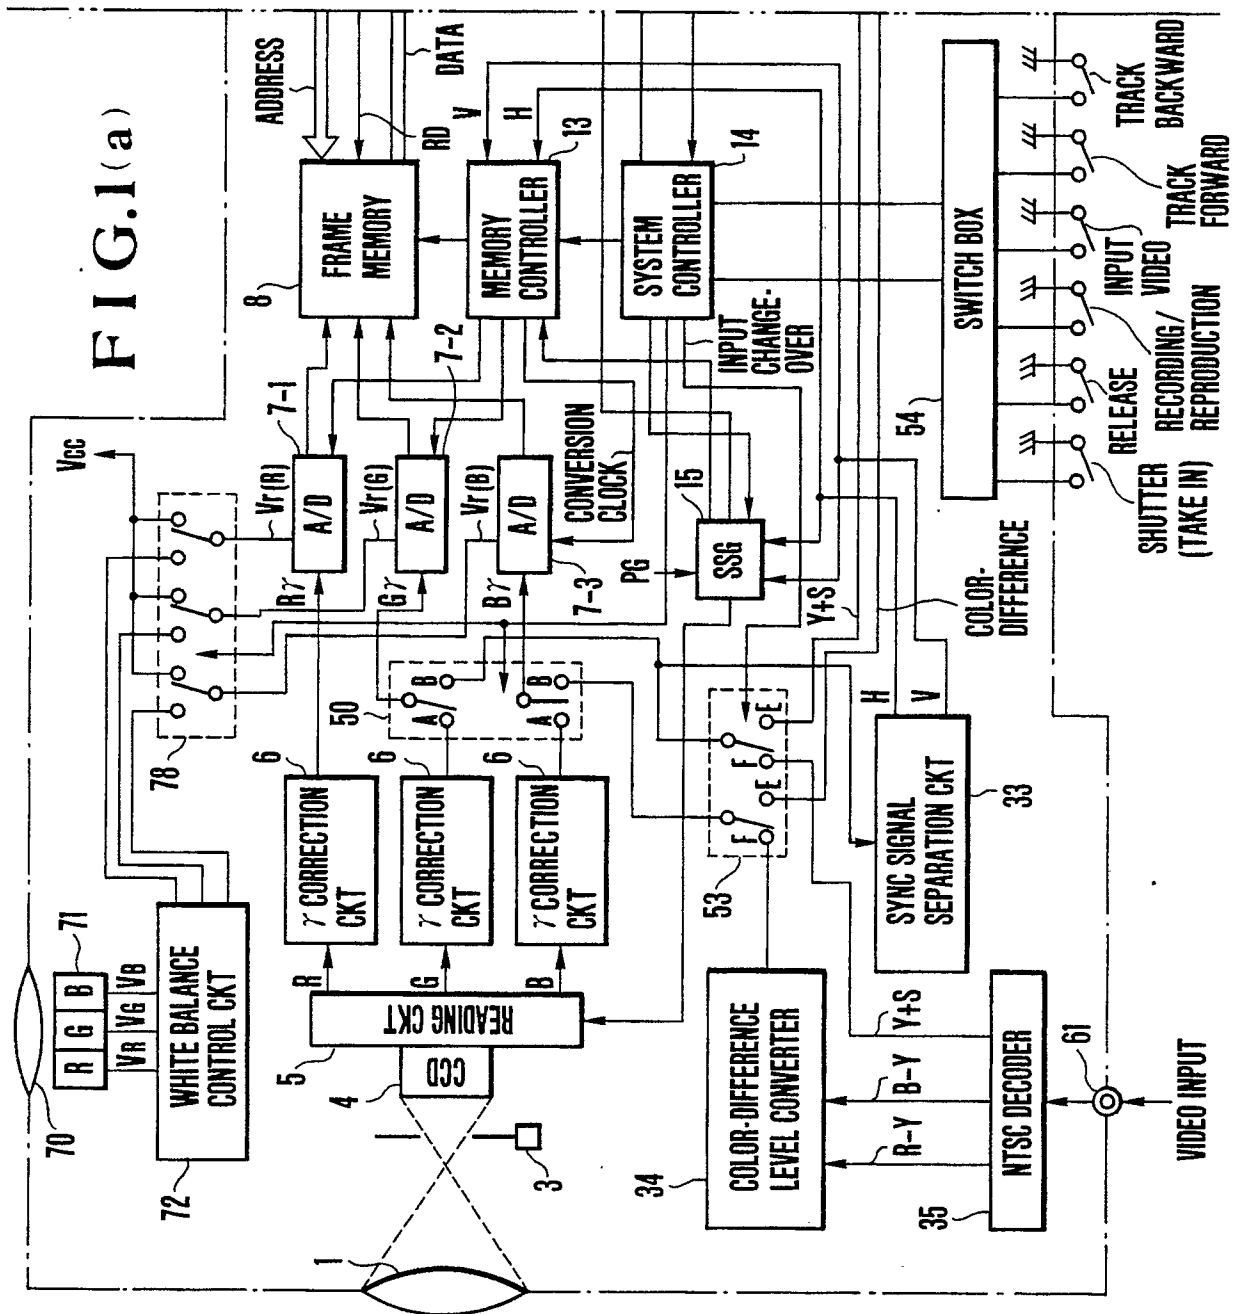 FIG.1(a)
70
R G B
71
VR VG VB
WHITE BALANCE
CONTROL CKT
72
78
Vcc
1
3
4
CCD
5
READING CKT
R
G
B
6
γ CORRECTION
CKT
6
γ CORRECTION
CKT
6
γ CORRECTION
CKT
50
A
B
A
B
Vr(R)
Rγ
A/D
7-1
Vr(G)
Gγ
A/D
7-2
Vr(B)
Bγ
A/D
7-3
CONVERSION
CLOCK
8
FRAME
MEMORY
ADDRESS
RD
DATA
MEMORY
CONTROLLER
13
V
H
SYSTEM
CONTROLLER
14
INPUT
CHANGE-
OVER
PG
SSG
15
Y+S
COLOR-
DIFFERENCE
53
F
E
F
E
H
V
SYNC SIGNAL
SEPARATION CKT
33
34
COLOR-DIFFERENCE
LEVEL CONVERTER
R-Y
B-Y
Y+S
35
NTSC DECODER
61
VIDEO INPUT
54
SWITCH BOX
SHUTTER
(TAKE IN)
RELEASE
RECORDING/
REPRODUCTION
INPUT
VIDEO
TRACK
FORWARD
TRACK
BACKWARD